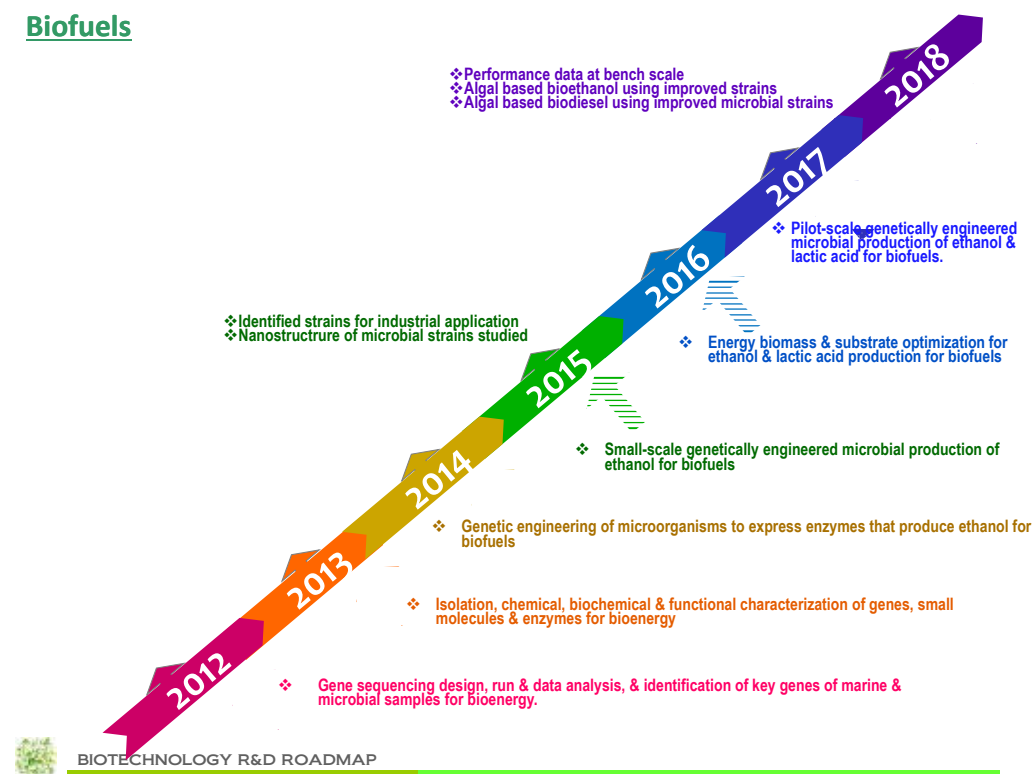 Biofuels
2018
❖Performance data at bench scale
❖Algal based bioethanol using improved strains
❖Algal based biodiesel using improved microbial strains
2017
❖ Pilot-scale genetically engineered
microbial production of ethanol &
lactic acid for biofuels.
2016
❖Identified strains for industrial application
❖Nanostructrure of microbial strains studied
❖ Energy biomass & substrate optimization for
ethanol & lactic acid production for biofuels
2015
❖ Small-scale genetically engineered microbial production of
ethanol for biofuels
2014
❖ Genetic engineering of microorganisms to express enzymes that produce ethanol for
biofuels
2013
❖ Isolation, chemical, biochemical & functional characterization of genes, small
molecules & enzymes for bioenergy
2012
❖ Gene sequencing design, run & data analysis, & identification of key genes of marine &
microbial samples for bioenergy.
BIOTECHNOLOGY R&D ROADMAP